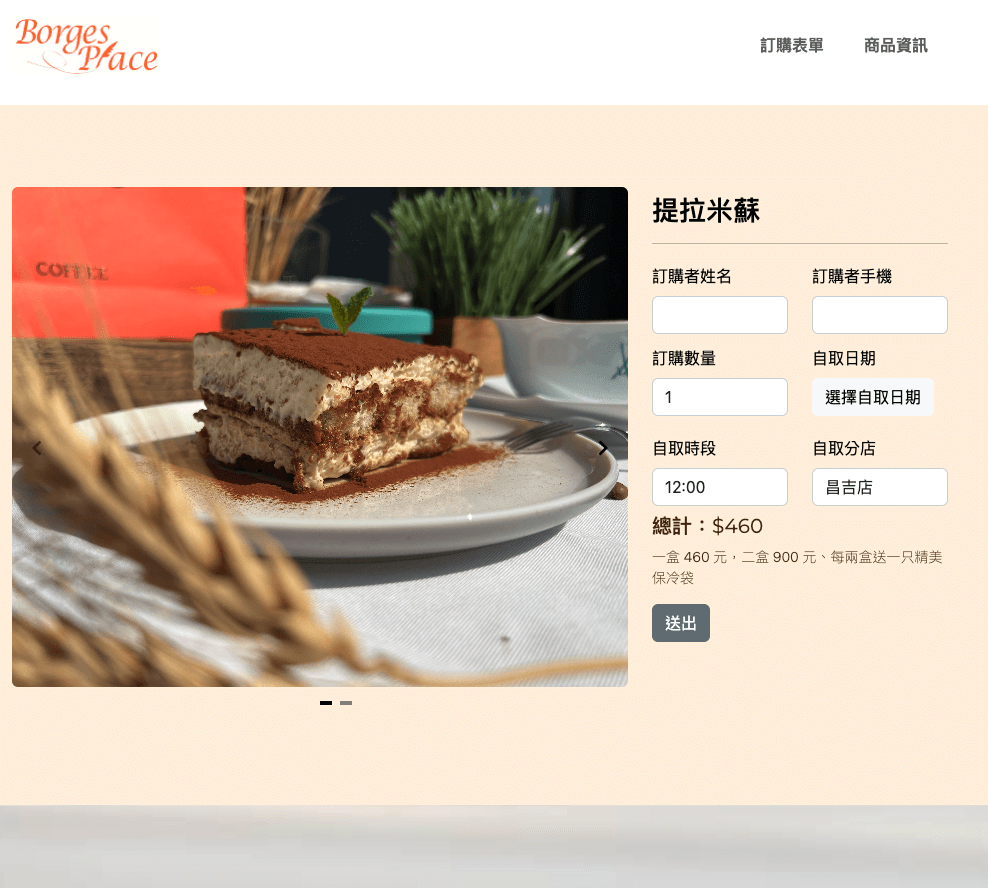 Borges
Place
訂購表單
商品資訊
COFFEE
提拉米蘇
訂購者姓名
訂購者手機
訂購數量
自取日期
1
選擇自取日期
自取時段
自取分店
12:00
昌吉店
總計：$460
一盒 460 元，二盒 900 元、每兩盒送一只精美
保冷袋
送出